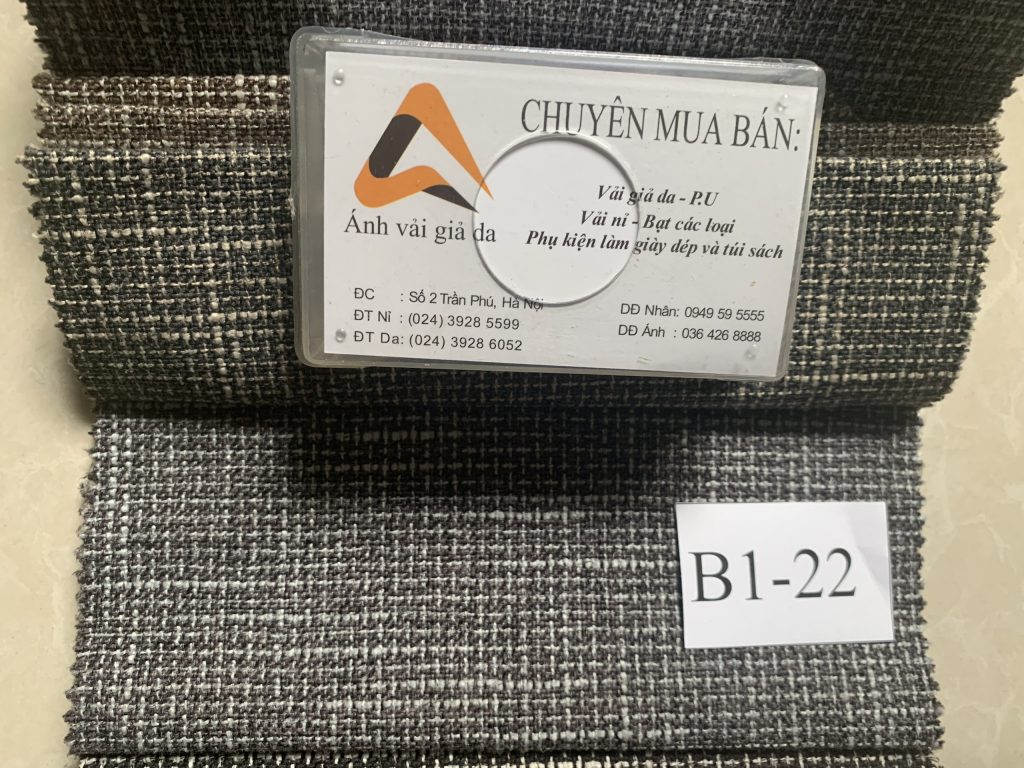 CHUYÊN MUA BÁN:
Vải giả da - P.U
Vải nỉ - Bạt các loại
Phụ kiện làm giày dép và túi sách
Ánh vải giả da
ĐC : Số 2 Trần Phú, Hà Nội
ĐT Nỉ : (024) 3928 5599
ĐT Da: (024) 3928 6052
DĐ Nhân: 0949 59 5555
DĐ Ánh : 036 426 8888
B1-22